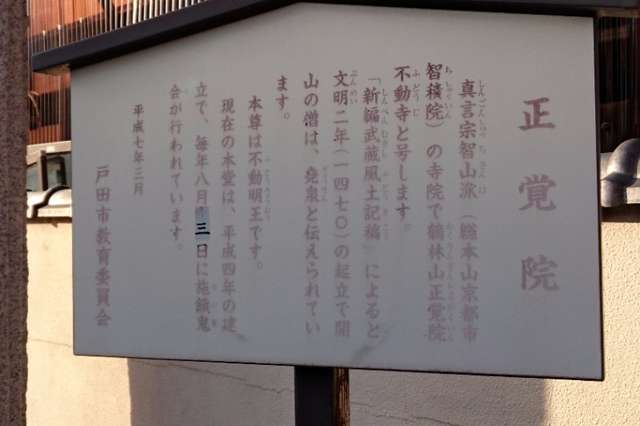 正覚院
真言宗智山派（総本山京都市
智積院）の寺院で鶴林山正覚院
不動寺と号します。
「新編武蔵風土記稿」によると
文明二年（一四七〇）の起立で開
山の僧は、堯泉と伝えられてい
ます。
本尊は不動明王です。
現在の本堂は、平成四年の建
立で、毎年八月三日に施餓鬼
会が行われています。
平成七年三月
戸田市教育委員会